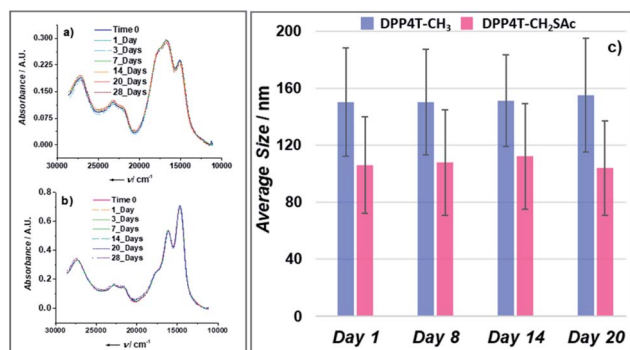 a)
Time 0
1_Day
3_Days
7_Days
14_Days
20_Days
28_Days
Absorbance / A.U.
0.300
0.225
0.150
0.075
0.000
30000 25000 20000 15000 10000
← ν/ cm⁻¹
b)
Time 0
1_Day
3_Days
7_Days
14_Days
20_Days
28_Days
Absorbance / A.U.
0.8
0.6
0.4
0.2
0.0
30000 25000 20000 15000 10000
← ν/ cm⁻¹
DPP4T-CH₃ DPP4T-CH₂SAc
c)
Average Size / nm
200
160
120
80
40
0
Day 1 Day 8 Day 14 Day 20